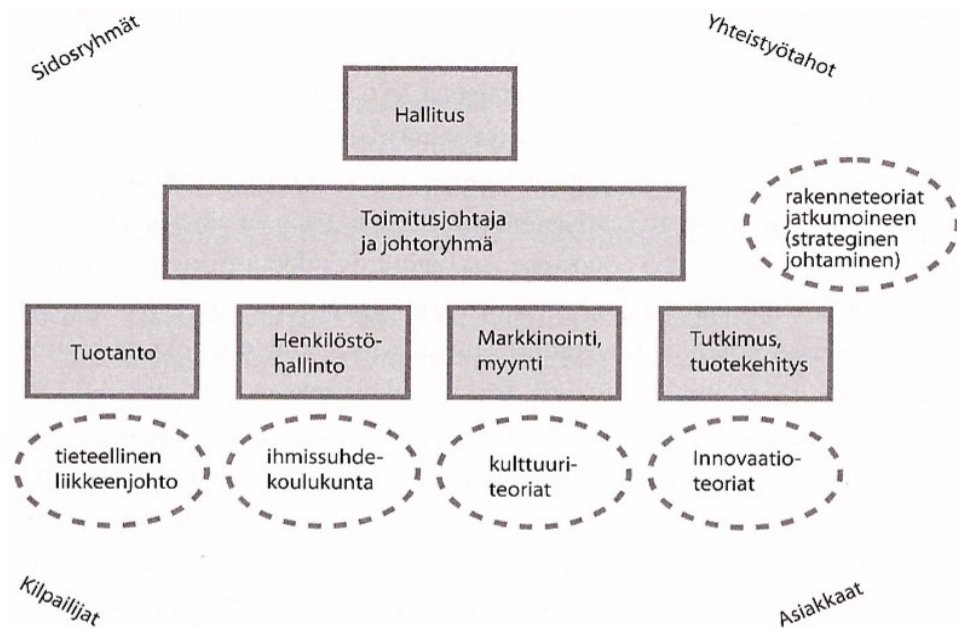 Sidosryhmät
Yhteistyötahot
Hallitus
Toimitusjohtaja
ja johtoryhmä
rakenneteoriat
jatkumoineen
(strateginen
johtaminen)
Tuotanto
Henkilöstö-
hallinto
Markkinointi,
myynti
Tutkimus,
tuotekehitys
tieteellinen
liikkeenjohto
ihmissuhde-
koulukunta
kulttuuri-
teoriat
Innovaatio-
teoriat
Kilpailijat
Asiakkaat